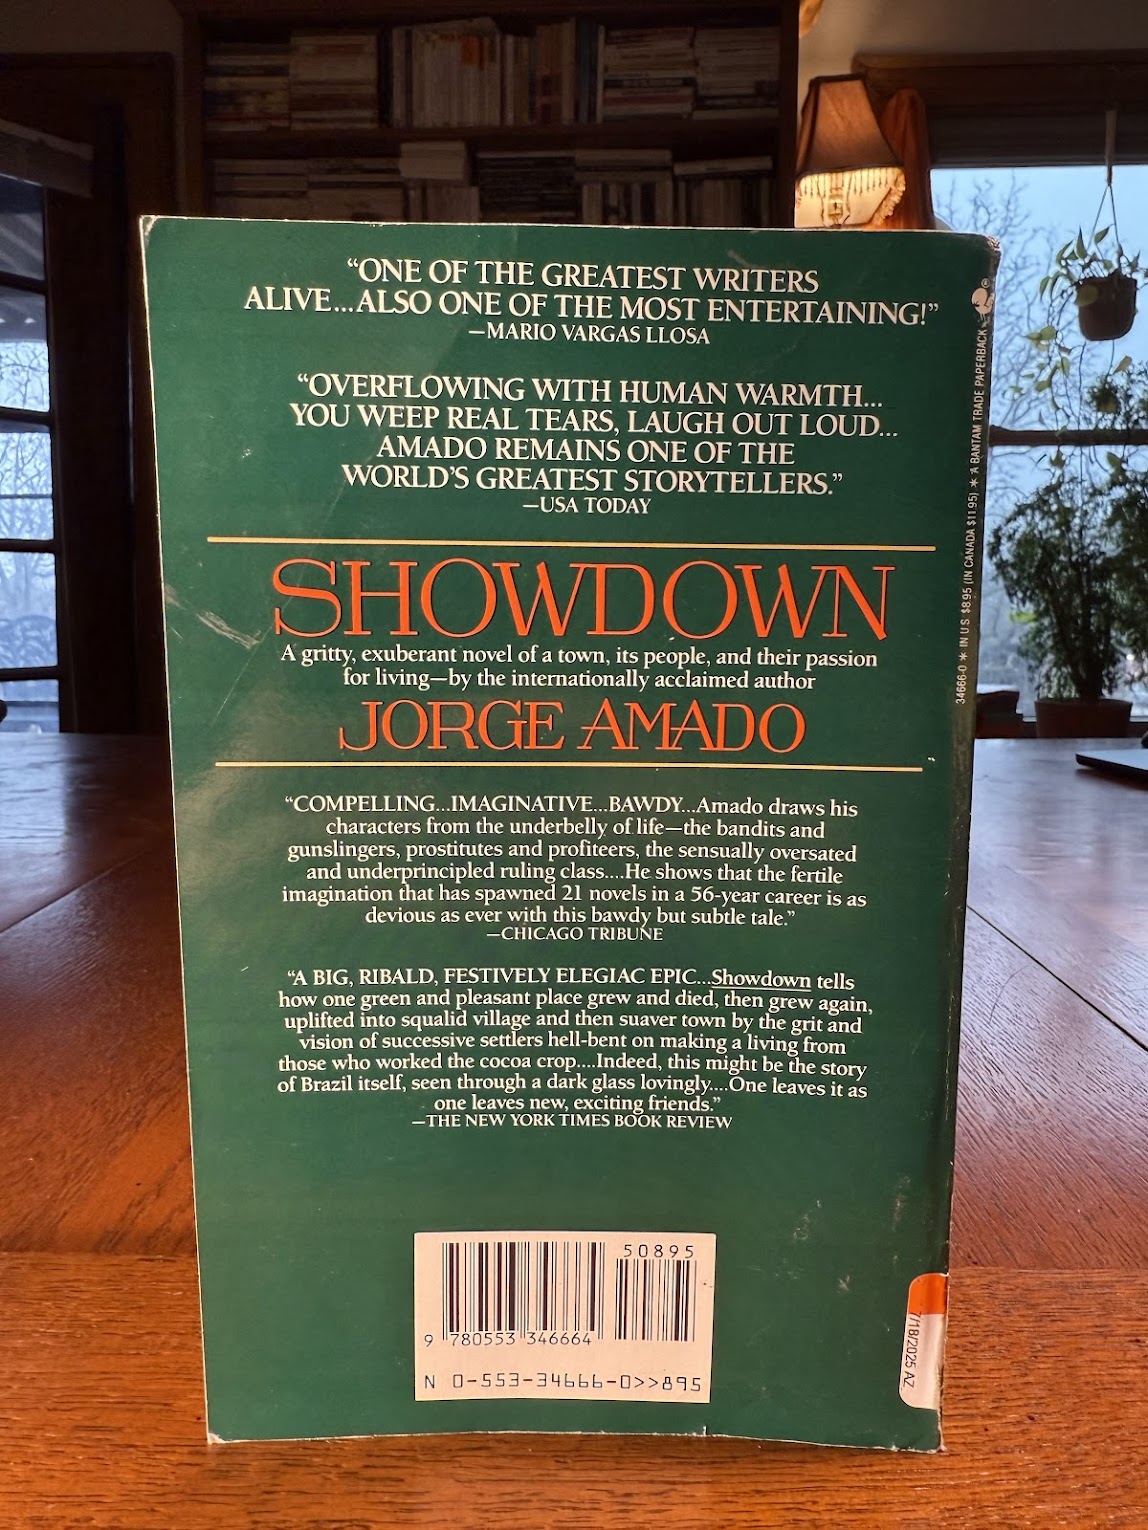 “ONE OF THE GREATEST WRITERS
ALIVE...ALSO ONE OF THE MOST ENTERTAINING!”
—MARIO VARGAS LLOSA
“OVERFLOWING WITH HUMAN WARMTH...
YOU WEEP REAL TEARS, LAUGH OUT LOUD...
AMADO REMAINS ONE OF THE
WORLD’S GREATEST STORYTELLERS.”
—USA TODAY
SHOWDOWN
A gritty, exuberant novel of a town, its people, and their passion
for living—by the internationally acclaimed author
JORGE AMADO
“COMPELLING...IMAGINATIVE...BAWDY...Amado draws his
characters from the underbelly of life—the bandits and
gunslingers, prostitutes and profiteers, the sensually oversated
and underprincipled ruling class....He shows that the fertile
imagination that has spawned 21 novels in a 56-year career is as
devious as ever with this bawdy but subtle tale.”
—CHICAGO TRIBUNE
“A BIG, RIBALD, FESTIVELY ELEGIAC EPIC...Showdown tells
how one green and pleasant place grew and died, then grew again,
uplifted into squalid village and then suaver town by the grit and
vision of successive settlers hell-bent on making a living from
those who worked the cocoa crop....Indeed, this might be the story
of Brazil itself, seen through a dark glass lovingly....One leaves it as
one leaves new, exciting friends.”
—THE NEW YORK TIMES BOOK REVIEW
50895
9 780553 346664
N 0-553-34666-0>>895
34666-0 * IN U.S. $8.95 (IN CANADA $11.95) * A BANTAM TRADE PAPERBACK
®
7/18/2025 AZ